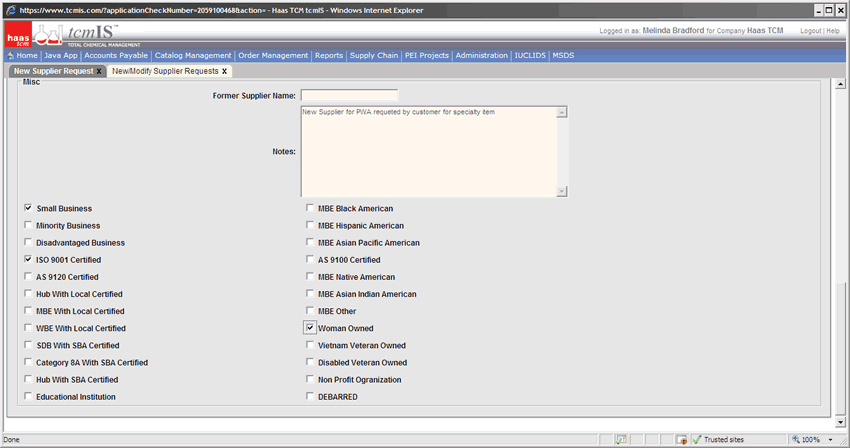 https://www.tcmis.com/?applicationCheckNumber=2059100468&action= - Haas TCM tcmIS - Windows Internet Explorer
haas tcm
tcmIS
TOTAL CHEMICAL MANAGEMENT
Logged in as: Melinda Bradford for Company Haas TCM Logout | Help
Home | Java App | Accounts Payable | Catalog Management | Order Management | Reports | Supply Chain | PEI Projects | Administration | IUCLIDS | MSDS
New Supplier Request x New/Modify Supplier Requests x
Misc
Former Supplier Name:
New Supplier for PWA requeted by customer for specialty item
Notes:
Small Business MBE Black American
Minority Business MBE Hispanic American
Disadvantaged Business MBE Asian Pacific American
ISO 9001 Certified AS 9100 Certified
AS 9120 Certified MBE Native American
Hub With Local Certified MBE Asian Indian American
MBE With Local Certified MBE Other
WBE With Local Certified Woman Owned
SDB With SBA Certified Vietnam Veteran Owned
Category 8A With SBA Certified Disabled Veteran Owned
Hub With SBA Certified Non Profit Ogranization
Educational Institution DEBARRED
Done Trusted sites 100%